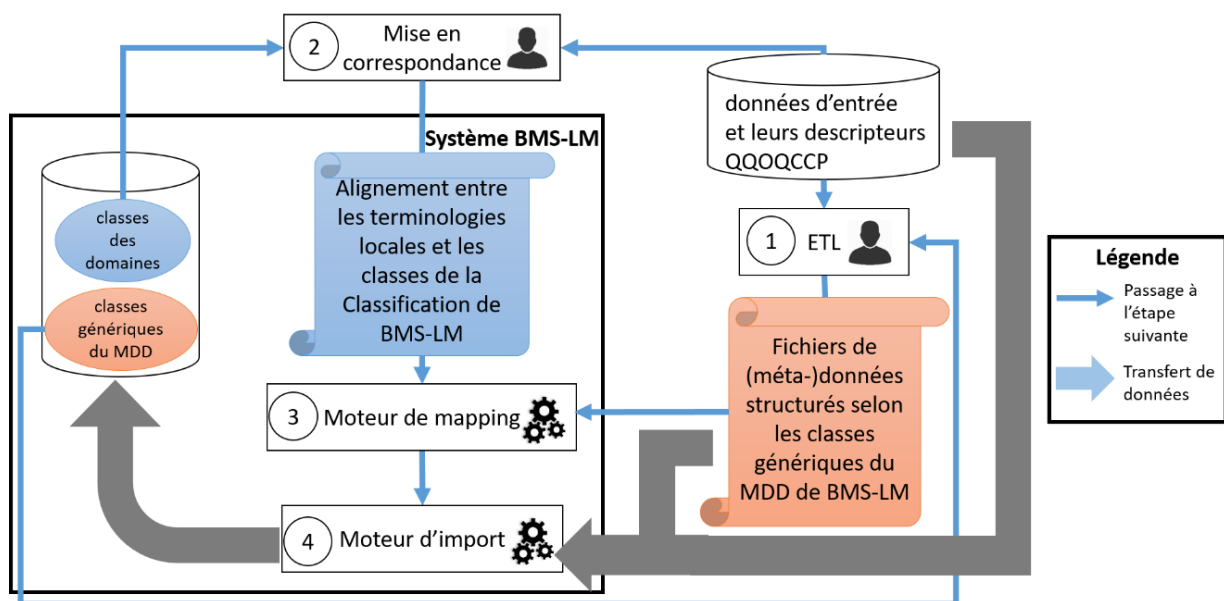 2
Mise en
correspondance
données d'entrée
et leurs descripteurs
QQOQCCP
Système BMS-LM
classes
des
domaines
classes
génériques
du MDD
Alignement entre
les terminologies
locales et les
classes de la
Classification de
BMS-LM
1
ETL
Fichiers de
(méta-)données
structurés selon
les classes
génériques du
MDD de BMS-LM
3
Moteur de mapping
4
Moteur d'import
Légende
Passage à
l'étape
suivante
Transfert de
données